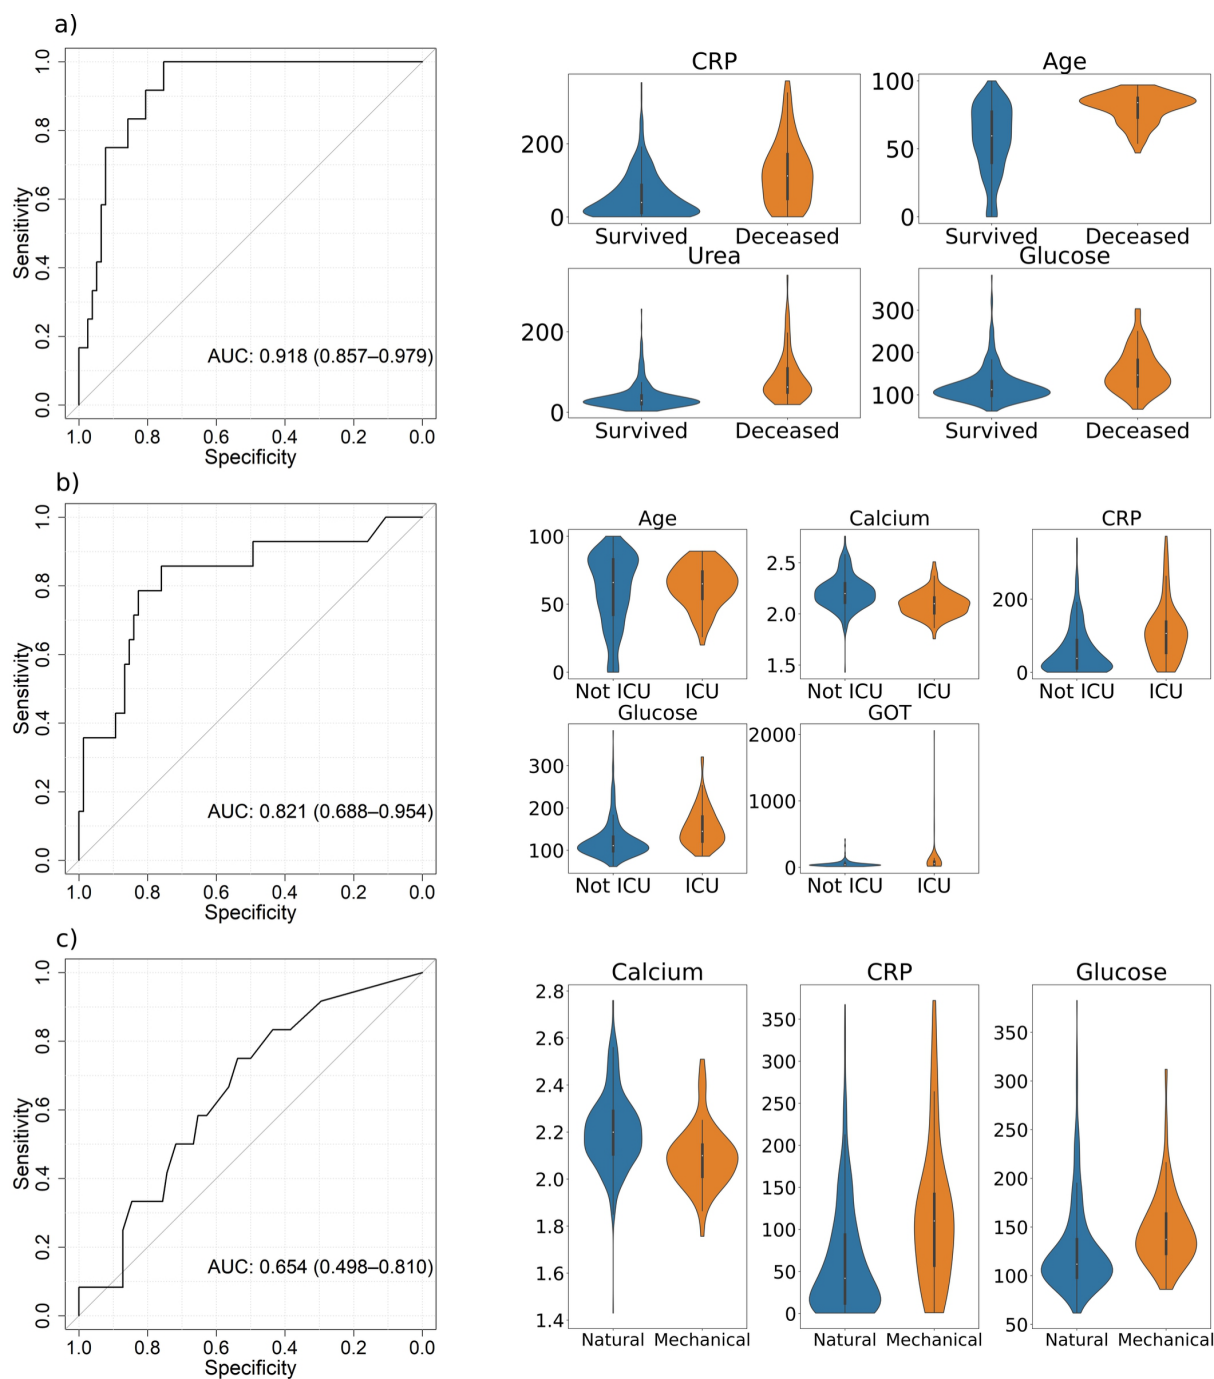 a)
1.0
0.8
0.6
0.4
0.2
0.0
Sensitivity
AUC: 0.918 (0.857–0.979)
1.0 0.8 0.6 0.4 0.2 0.0
Specificity
CRP
200
0
Survived Deceased
Age
100
50
0
Survived Deceased
Urea
200
0
Survived Deceased
Glucose
300
200
100
Survived Deceased
b)
1.0
0.8
0.6
0.4
0.2
0.0
Sensitivity
AUC: 0.821 (0.688–0.954)
1.0 0.8 0.6 0.4 0.2 0.0
Specificity
Age
100
50
0
Not ICU ICU
Calcium
2.5
2.0
1.5
Not ICU ICU
CRP
200
0
Not ICU ICU
Glucose
300
200
100
Not ICU ICU
GOT
2000
1000
0
Not ICU ICU
c)
1.0
0.8
0.6
0.4
0.2
0.0
Sensitivity
AUC: 0.654 (0.498–0.810)
1.0 0.8 0.6 0.4 0.2 0.0
Specificity
Calcium
2.8
2.6
2.4
2.2
2.0
1.8
1.6
1.4
Natural Mechanical
CRP
350
300
250
200
150
100
50
0
Natural Mechanical
Glucose
350
300
250
200
150
100
50
Natural Mechanical